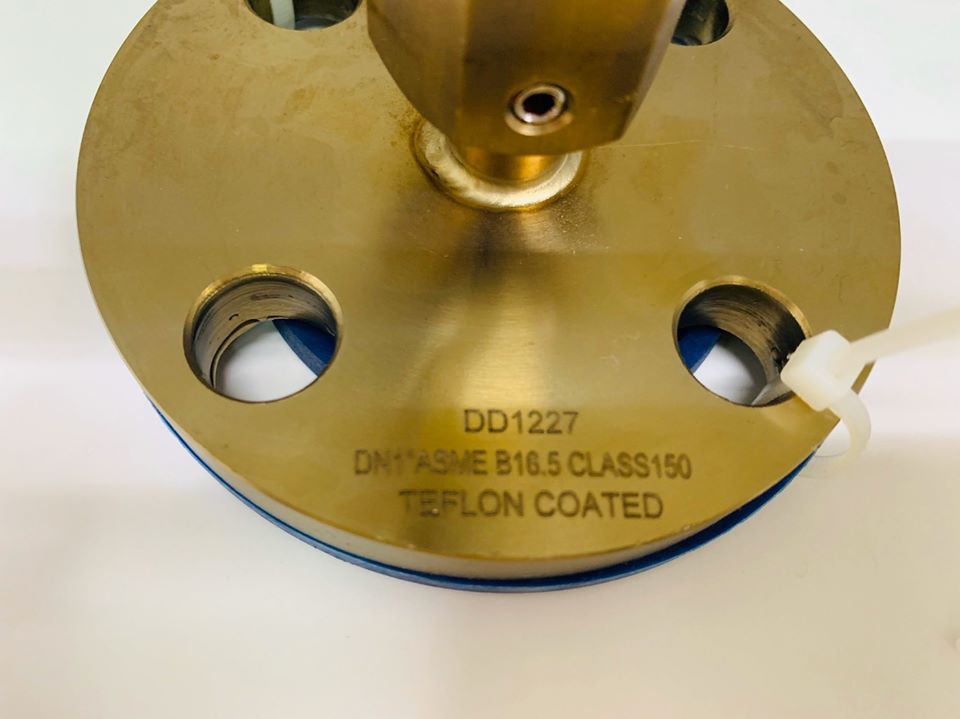 DD1227
DN1"ASME B16.5 CLASS150
TEFLON COATED